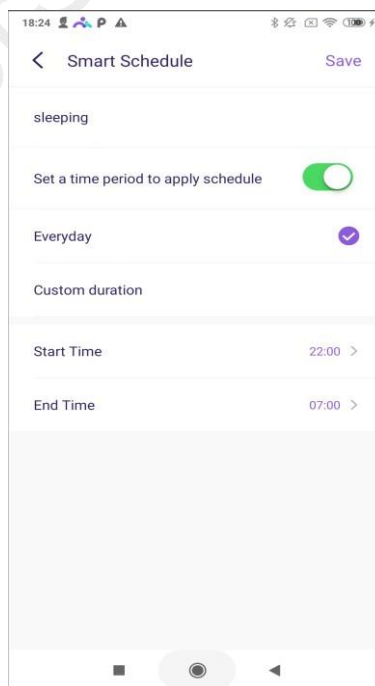 18:24 P
100
Smart Schedule Save
sleeping
Set a time period to apply schedule
Everyday
Custom duration
Start Time 22:00
End Time 07:00